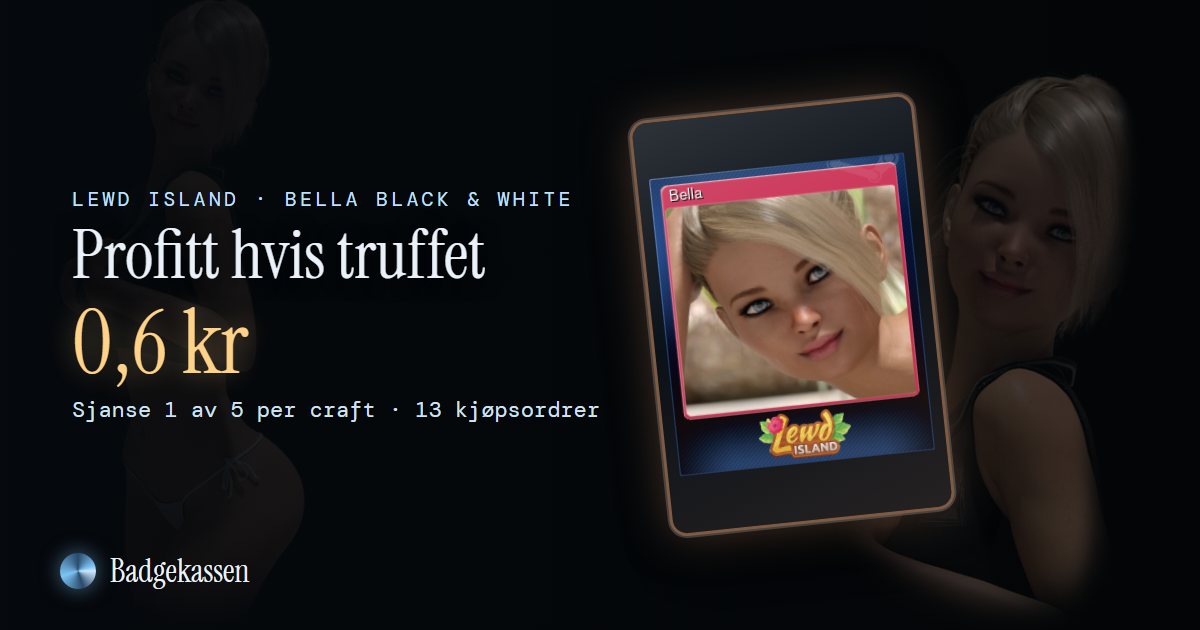 LEWD ISLAND · BELLA BLACK & WHITE
Profitt hvis truffet
0,6 kr
Sjanse 1 av 5 per craft · 13 kjøpsordrer
Badgekassen
Bella
Lewd
ISLAND